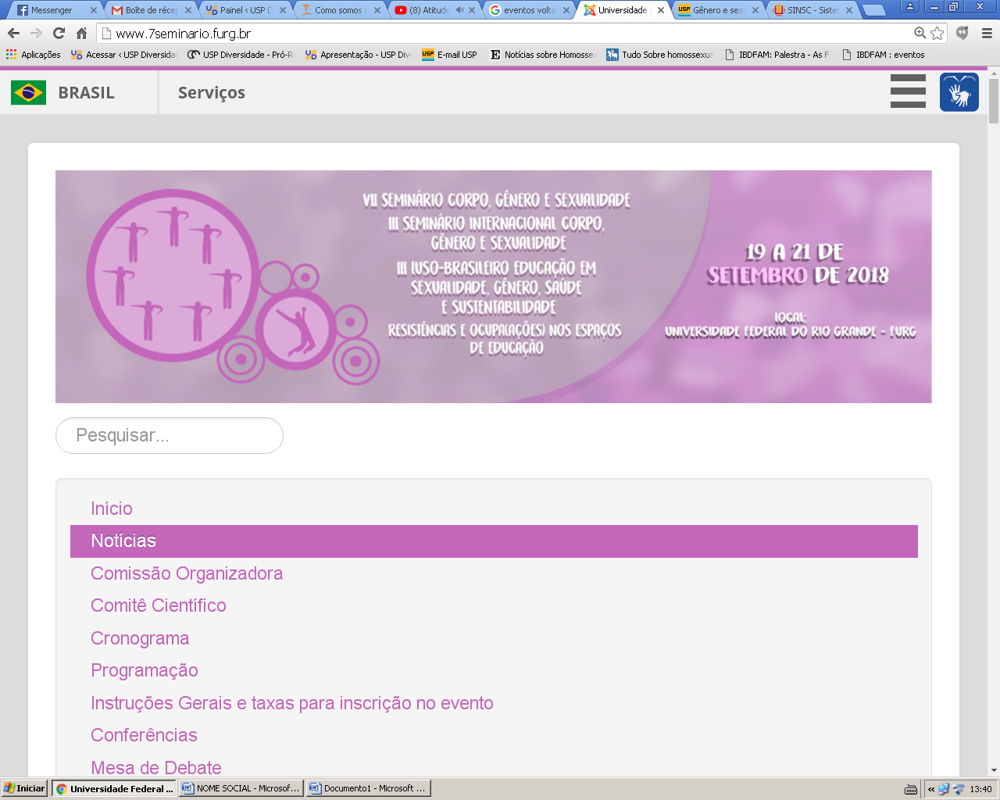 Messenger
Boîte de récep
Painel ‹ USP D
Como somos
(8) Atitude
eventos volta
Universidade
Gênero e sex
SINSC - Sister
www.7seminario.furg.br
Aplicações
Acessar ‹ USP Diversida
USP Diversidade - Pró-R
Apresentação - USP Dive
USP E-mail USP
Notícias sobre Homosse
Tudo Sobre homossexua
IBDFAM: Palestra - As F
IBDFAM : eventos
BRASIL
Serviços
VII SEMINÁRIO CORPO, GÊNERO E SEXUALIDADE
III SEMINÁRIO INTERNACIONAL CORPO,
GÊNERO E SEXUALIDADE
III LUSO-BRASILEIRO EDUCAÇÃO EM
SEXUALIDADE, GÊNERO, SAÚDE
E SUSTENTABILIDADE
RESISTÊNCIAS E OCUPA(AÇÕES) NOS ESPAÇOS
DE EDUCAÇÃO
19 A 21 DE
SETEMBRO DE 2018
LOCAL:
UNIVERSIDADE FEDERAL DO RIO GRANDE - FURG
Pesquisar...
Início
Notícias
Comissão Organizadora
Comitê Científico
Cronograma
Programação
Instruções Gerais e taxas para inscrição no evento
Conferências
Mesa de Debate
Iniciar
Universidade Federal ...
NOME SOCIAL - Microsof...
Documento1 - Microsoft ...
13:40